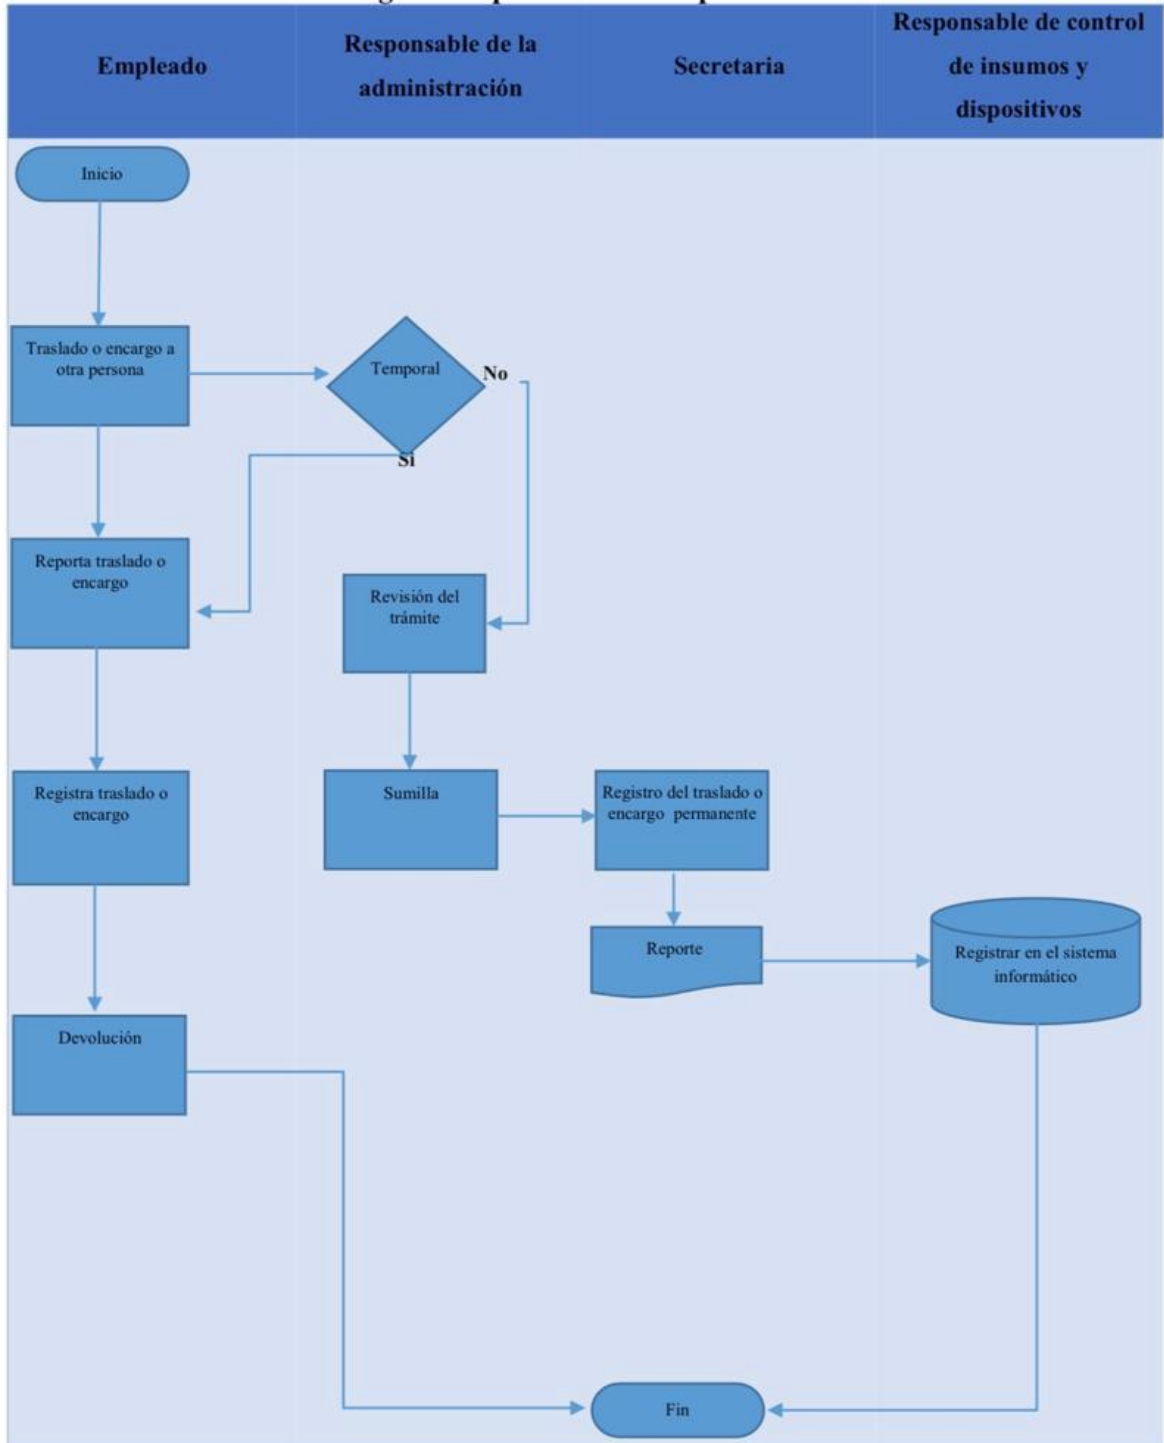 Empleado
Responsable de la
administración
Secretaria
Responsable de control
de insumos y
dispositivos
Inicio
Traslado o encargo a
otra persona
Temporal
No
Si
Reporta traslado o
encargo
Revisión del
trámite
Registra traslado o
encargo
Sumilla
Registro del traslado o
encargo permanente
Reporte
Registrar en el sistema
informático
Devolución
Fin